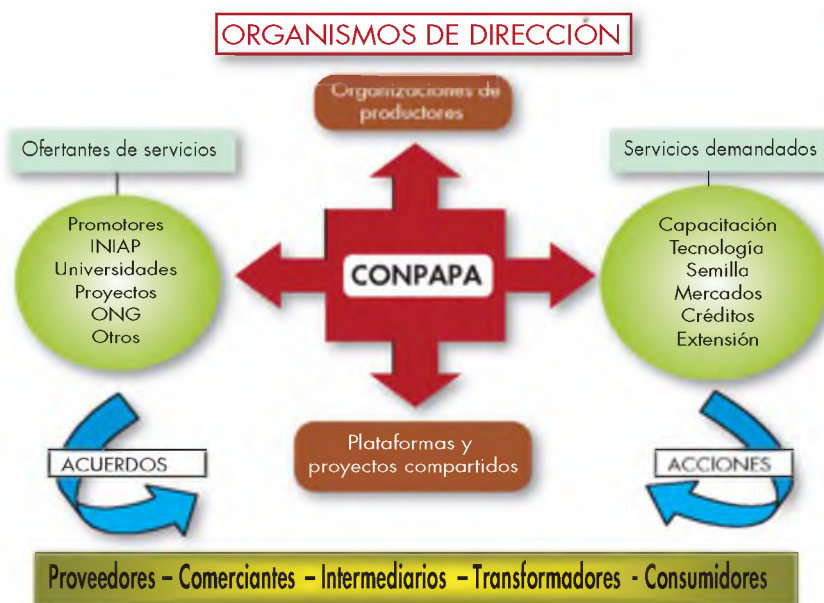 ORGANISMOS DE DIRECCIÓN
Organizaciones de
productores
Ofertantes de servicios
Servicios demandados
Promotores
INIAP
Universidades
Proyectos
ONG
Otros
CONPAPA
Capacitación
Tecnología
Semilla
Mercados
Créditos
Extensión
Plataformas y
proyectos compartidos
ACUERDOS
ACCIONES
Proveedores – Comerciantes – Intermediarios – Transformadores - Consumidores